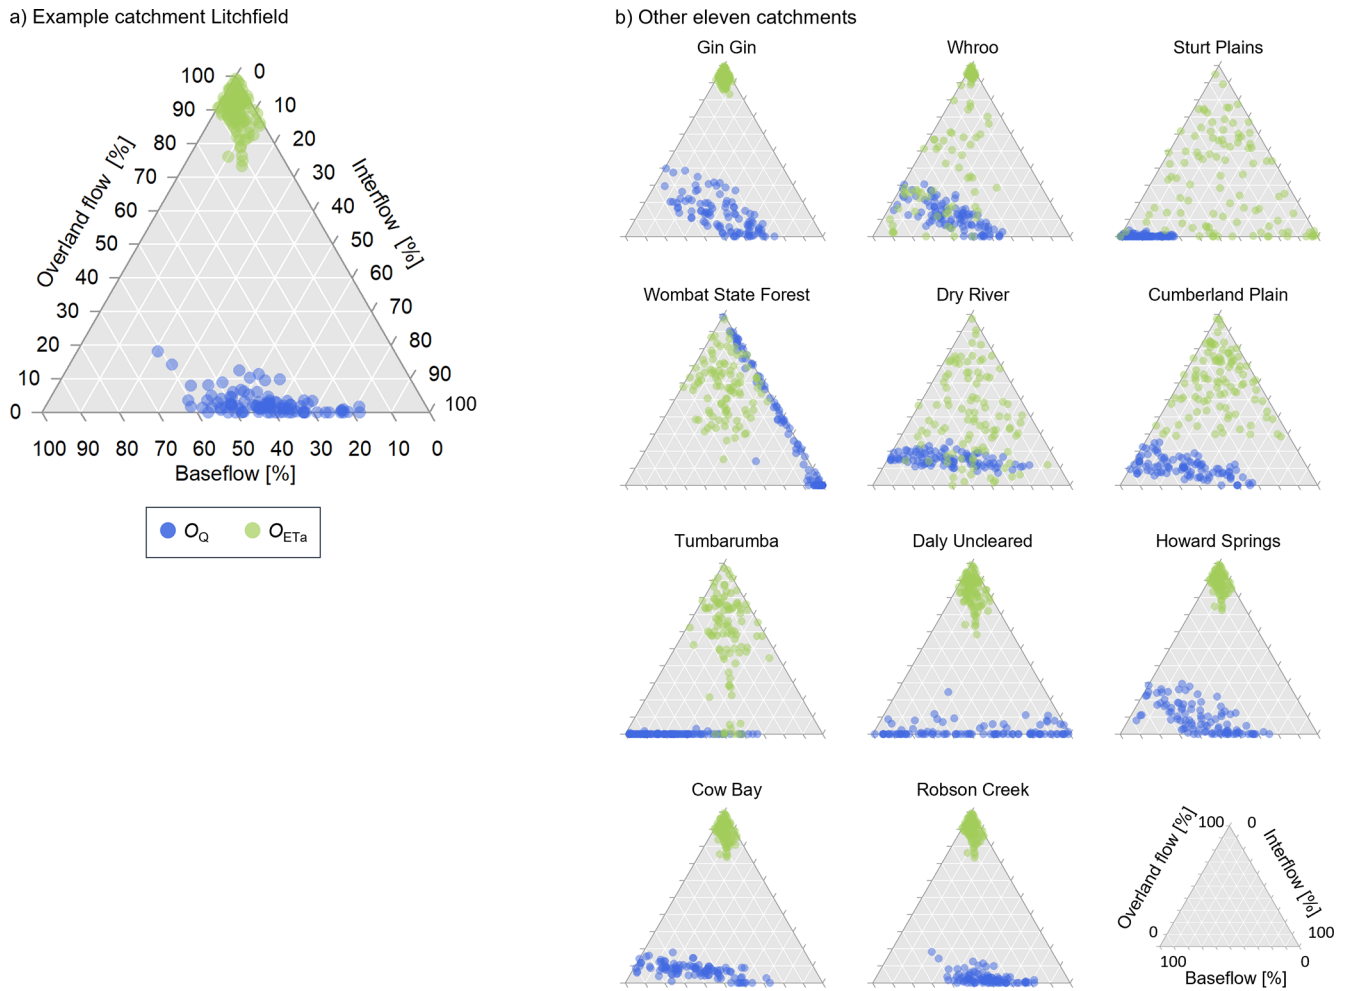 a) Example catchment Litchfield
100
90
80
70
60
50
40
30
20
10
0
Overland flow [%]
0
10
20
30
40
50
60
70
80
90
100
Interflow [%]
100 90 80 70 60 50 40 30 20 10 0
Baseflow [%]
OQ OETa
b) Other eleven catchments
Gin Gin
Whroo
Sturt Plains
Wombat State Forest
Dry River
Cumberland Plain
Tumbarumba
Daly Uncleared
Howard Springs
Cow Bay
Robson Creek
Overland flow [%]
100
0
0
Interflow [%]
100
100
0
Baseflow [%]